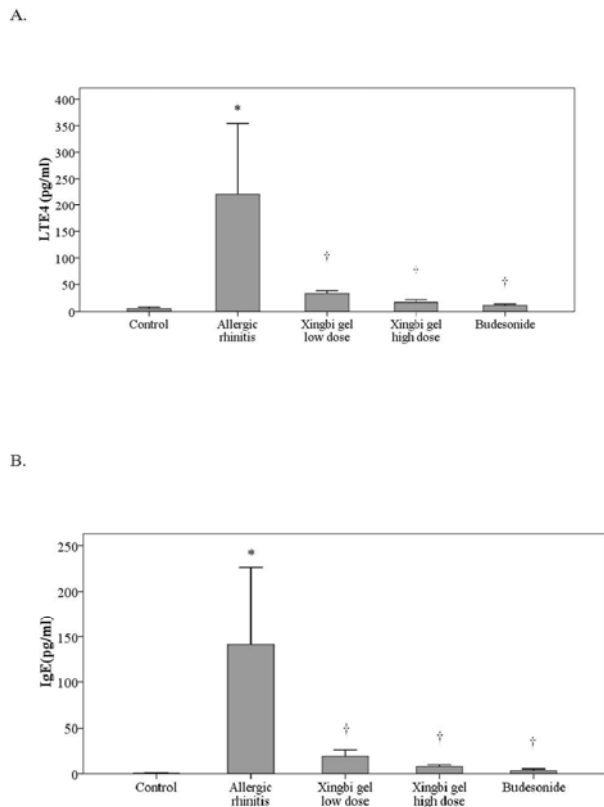 A.
LTE4 (pg/ml)
400
350
300
250
200
150
100
50
0
*
†
†
†
Control
Allergic rhinitis
Xingbi gel low dose
Xingbi gel high dose
Budesonide
B.
IgE(pg/ml)
250
200
150
100
50
0
*
†
†
†
Control
Allergic rhinitis
Xingbi gel low dose
Xingbi gel high dose
Budesonide